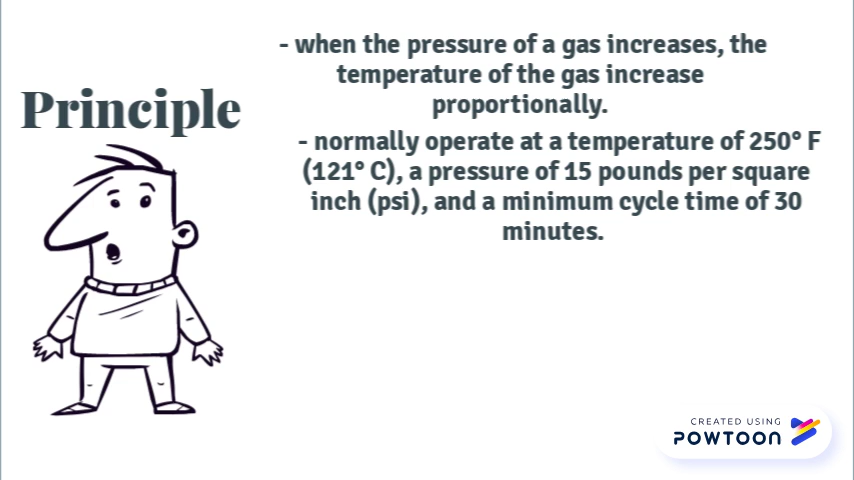 Principle
- when the pressure of a gas increases, the
temperature of the gas increase
proportionally.
- normally operate at a temperature of 250° F
(121° C), a pressure of 15 pounds per square
inch (psi), and a minimum cycle time of 30
minutes.
CREATED USING
POWTOON